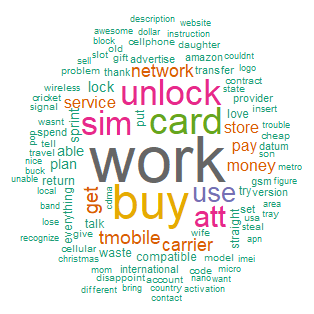 description
awesome dollar website
block cellphone instruction
old daughter
slot gift advertise amazon couldnt
sell
problem thank network transfer logo
wireless lock unlock contract
signal state
cricket service sim card provider
wasnt sprint put love insert
spend store trouble
text able cheap
pop tell work pay datum
travel plan money son
nice metro
buck return get buy use try gsm figure
unable everything version
local att straight set area
band cdma talk tmobile carrier usa tray
lose give wife steal
recognize cellular waste compatible apn
christmas international code model imei
mom disappoint account micro
different bring country nano want
activation
contact